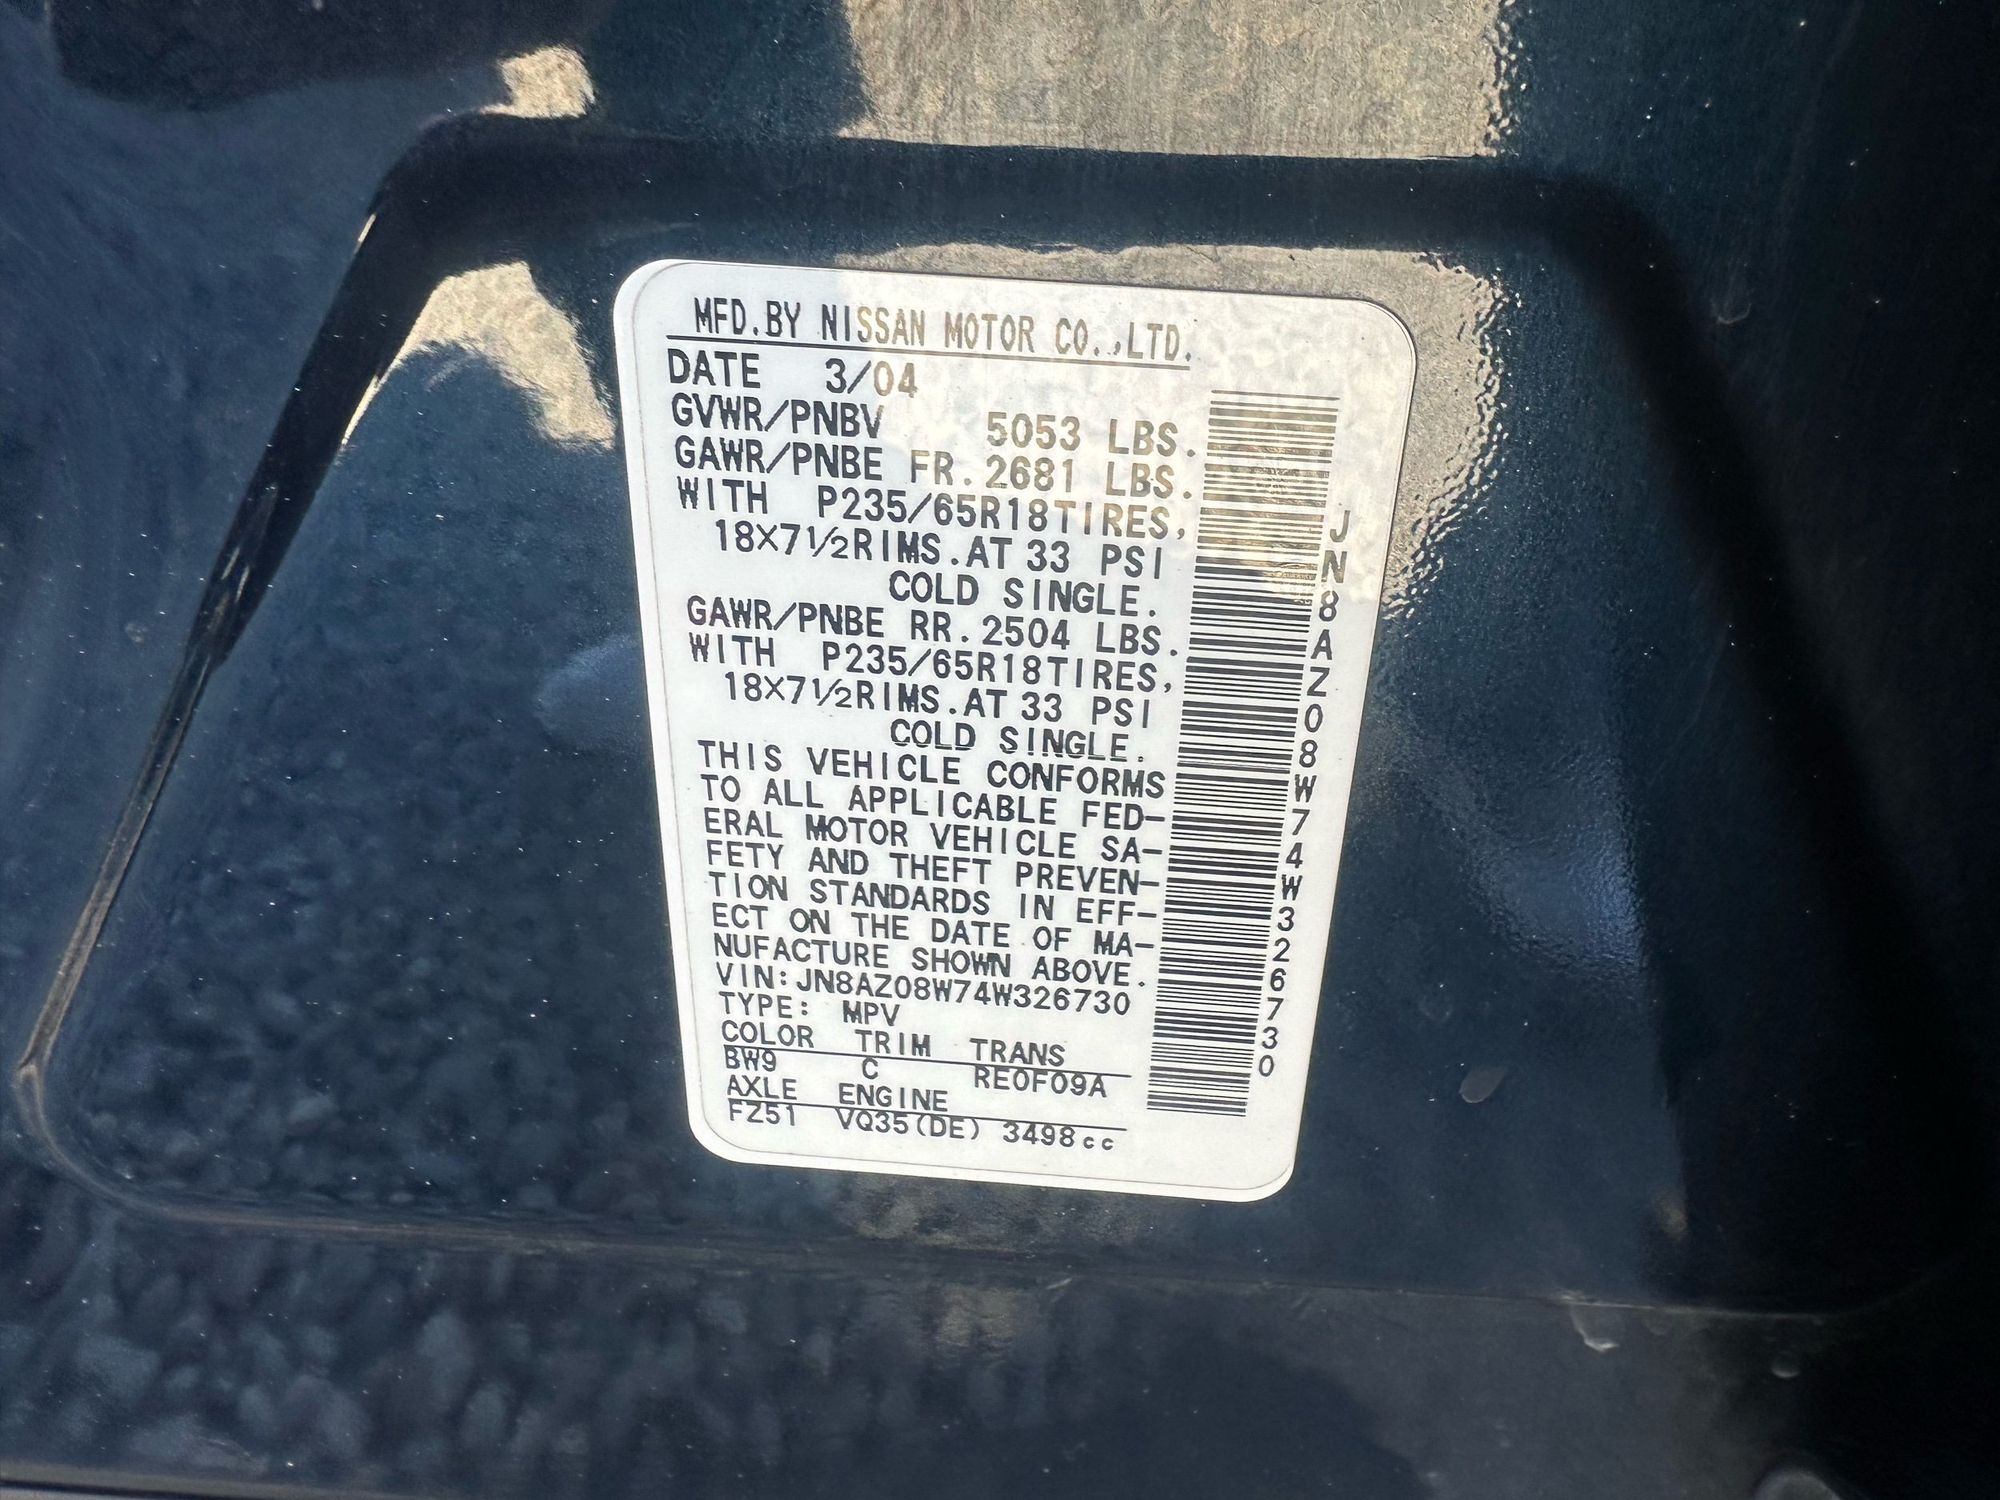 MFD.BY NISSAN MOTOR CO.,LTD.
DATE 3/04
GVWR/PNBV 5053 LBS.
GAWR/PNBE FR.2681 LBS.
WITH P235/65R18TIRES,
18X7½RIMS.AT 33 PSI
COLD SINGLE.
GAWR/PNBE RR.2504 LBS.
WITH P235/65R18TIRES,
18X7½RIMS.AT 33 PSI
COLD SINGLE.
THIS VEHICLE CONFORMS
TO ALL APPLICABLE FED-
ERAL MOTOR VEHICLE SA-
FETY AND THEFT PREVEN-
TION STANDARDS IN EFF-
ECT ON THE DATE OF MA-
NUFACTURE SHOWN ABOVE.
VIN:JN8AZ08W74W326730
TYPE: MPV
COLOR TRIM TRANS
BW9 C RE0F09A
AXLE ENGINE
FZ51 VQ35(DE) 3498cc
JN8AZ08W74W326730